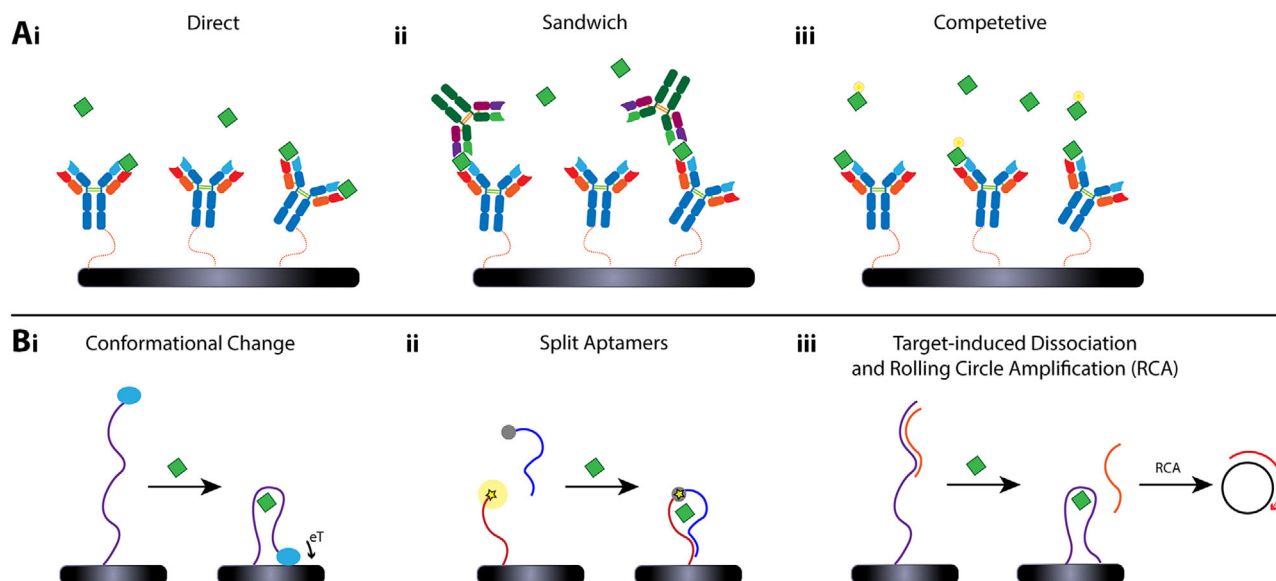 Ai Direct
ii Sandwich
iii Competetive
Bi Conformational Change
ii Split Aptamers
iii Target-induced Dissociation
and Rolling Circle Amplification (RCA)
eT
RCA